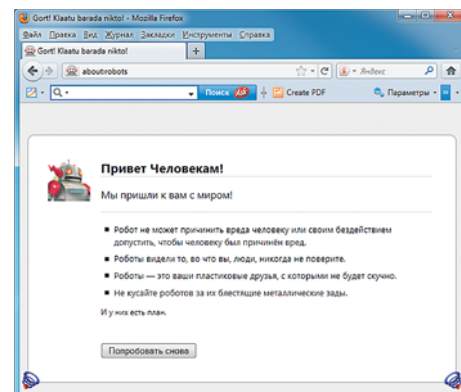 Gort! Klaatu barada nikto! - Mozilla Firefox
Файл Правка Вид Журнал Закладки Инструменты Справка
Gort! Klaatu barada nikto!
about:robots
Яндекс
Поиск
Create PDF
Параметры
Привет Человекам!
Мы пришли к вам с миром!
Робот не может причинить вреда человеку или своим бездействием
допустить, чтобы человеку был причинён вред.
Роботы видели то, во что вы, люди, никогда не поверите.
Роботы — это ваши пластиковые друзья, с которыми не будет скучно.
Не кусайте роботов за их блестящие металлические зады.
И у них есть план.
Попробовать снова